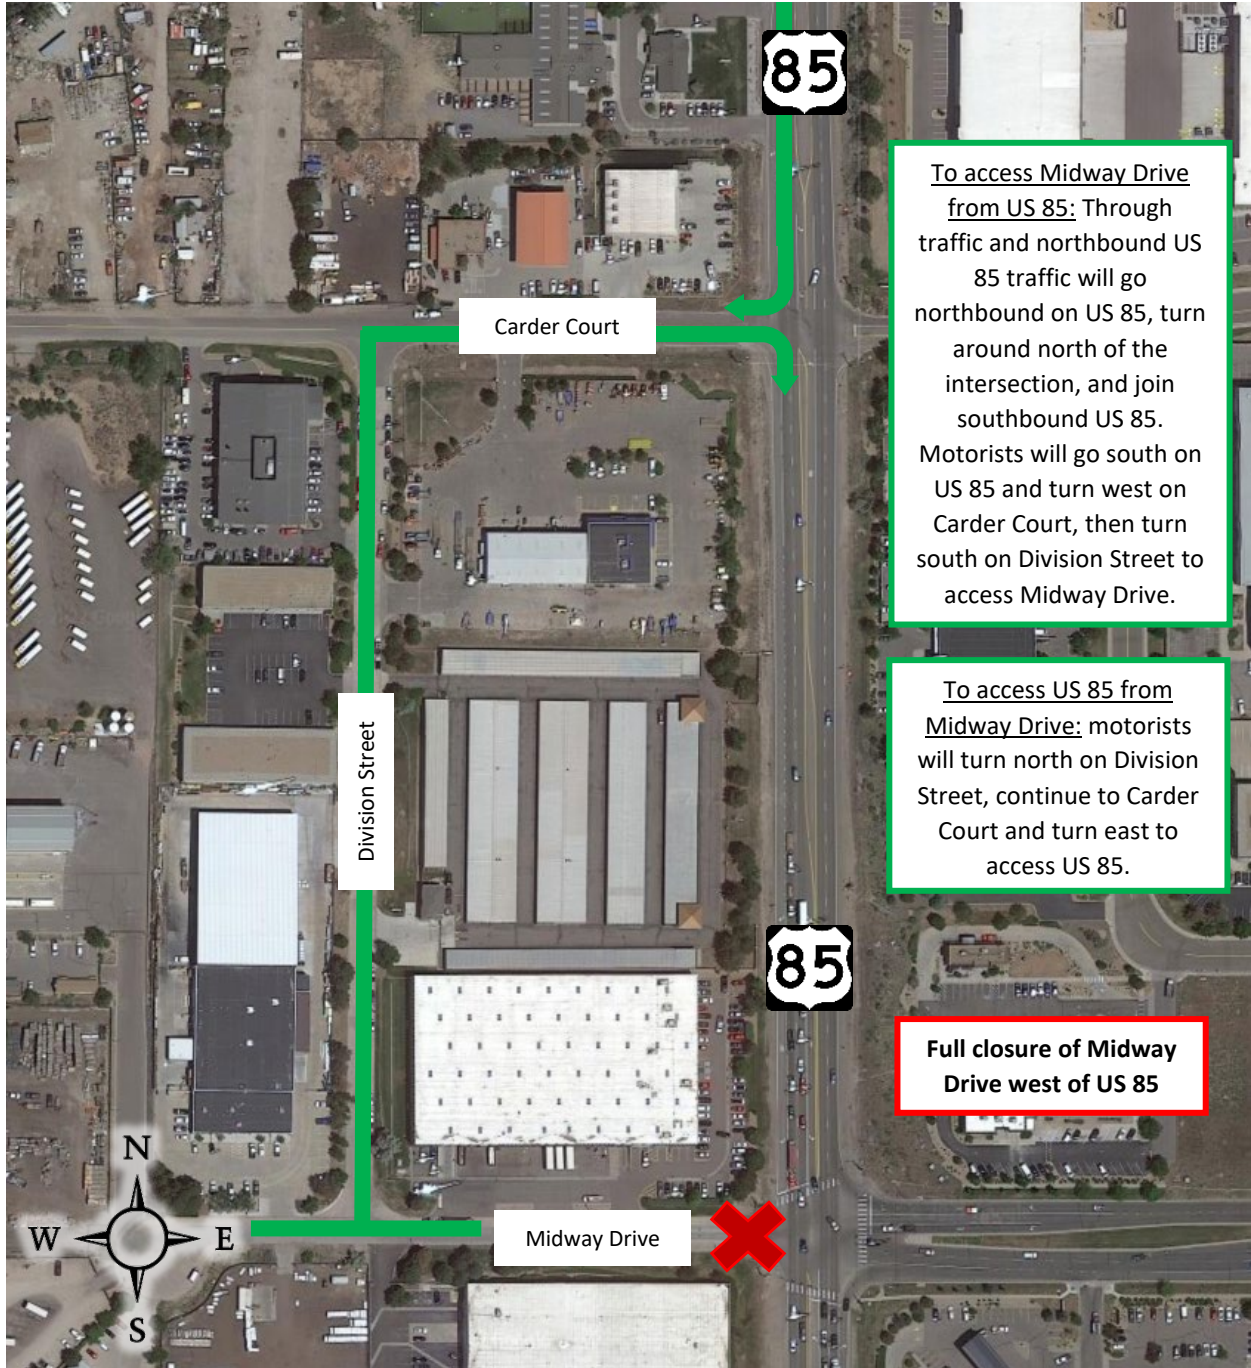 85
To access Midway Drive
from US 85: Through
traffic and northbound US
85 traffic will go
northbound on US 85, turn
around north of the
intersection, and join
southbound US 85.
Motorists will go south on
US 85 and turn west on
Carder Court, then turn
south on Division Street to
access Midway Drive.
Carder Court
To access US 85 from
Midway Drive: motorists
will turn north on Division
Street, continue to Carder
Court and turn east to
access US 85.
Division Street
85
Full closure of Midway
Drive west of US 85
N
W E
S
Midway Drive